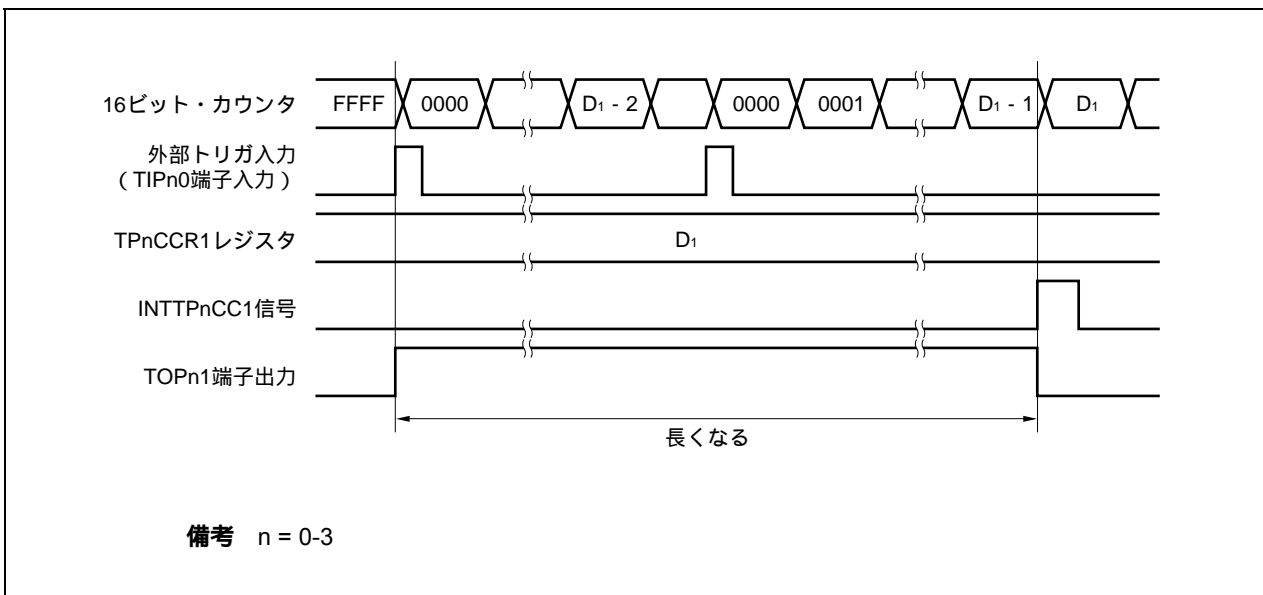 16ビット・カウンタ FFFF 0000 D1 - 2 0000 0001 D1 - 1 D1
外部トリガ入力
(TIPn0端子入力)
TPnCCR1レジスタ D1
INTTPnCC1信号
TOPn1端子出力
長くなる
備考 n = 0-3